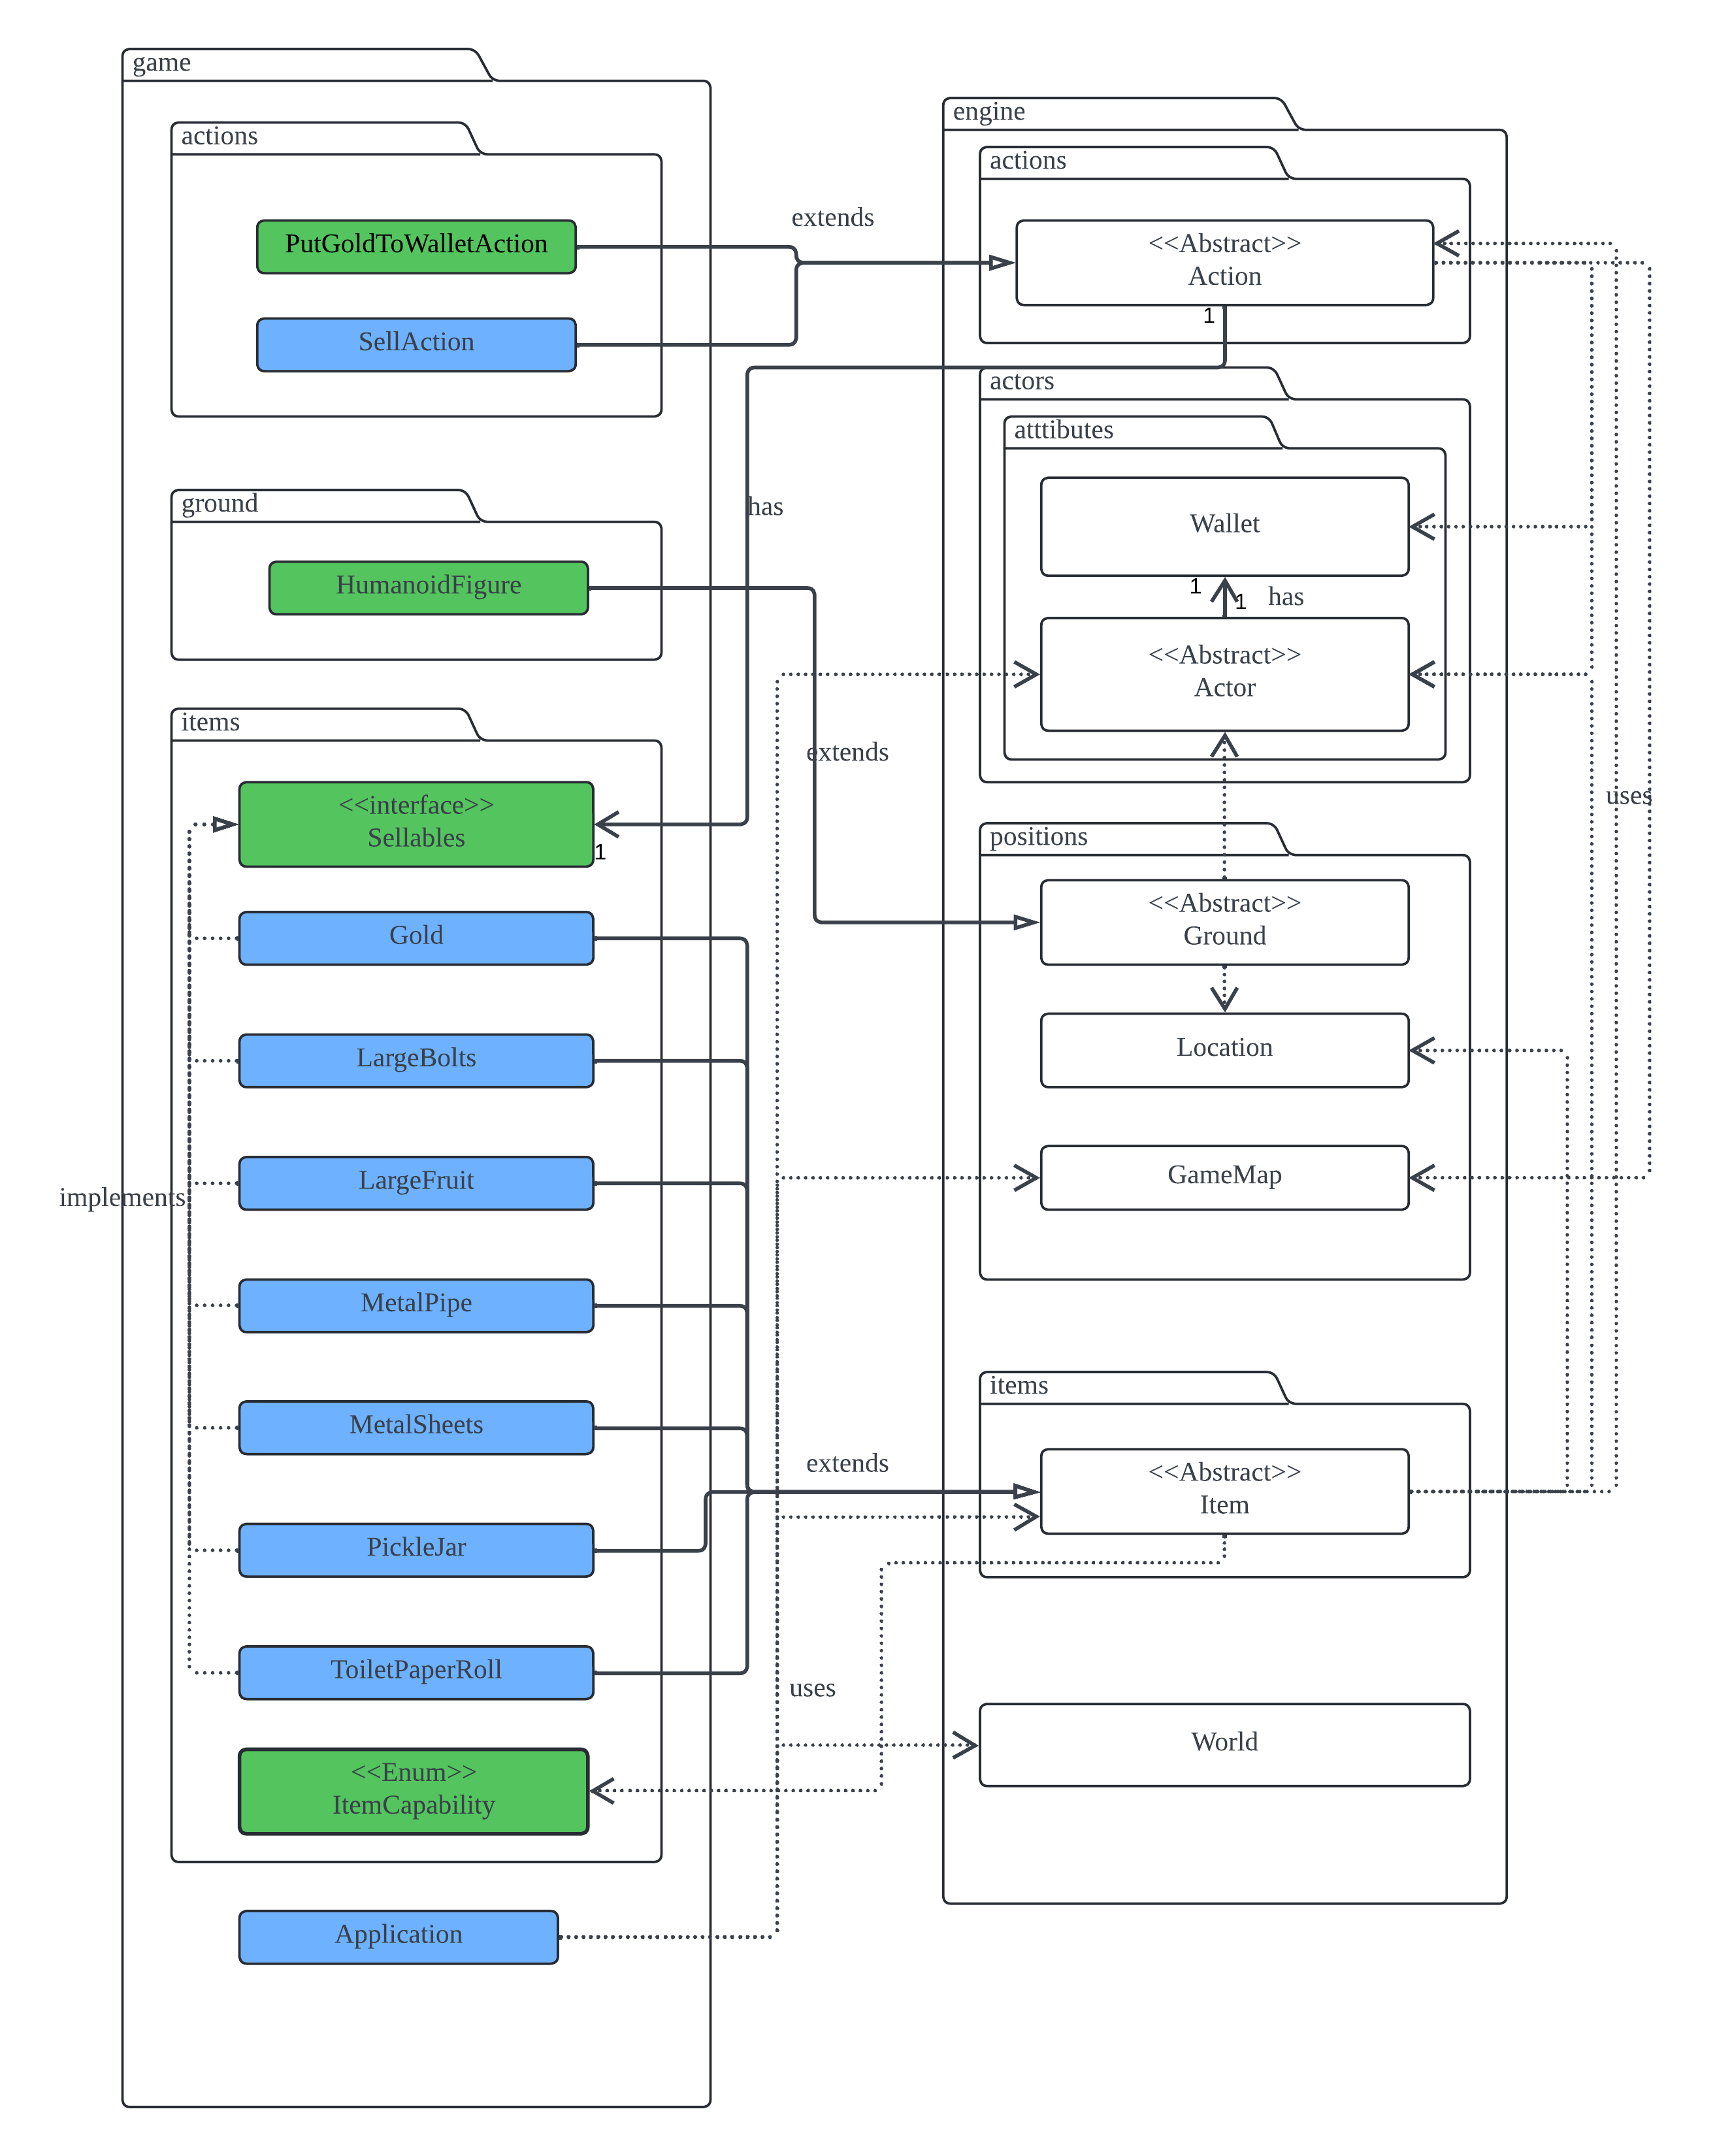 game
actions
PutGoldToWalletAction
SellAction
ground
HumanoidFigure
items
<<interface>>
Sellables
1
Gold
LargeBolts
LargeFruit
implements
MetalPipe
MetalSheets
PickleJar
ToiletPaperRoll
<<Enum>>
ItemCapability
Application
extends
has
extends
extends
uses
engine
actions
<<Abstract>>
Action
1
actors
atttibutes
Wallet
1
1
has
<<Abstract>>
Actor
positions
<<Abstract>>
Ground
Location
GameMap
items
<<Abstract>>
Item
World
uses